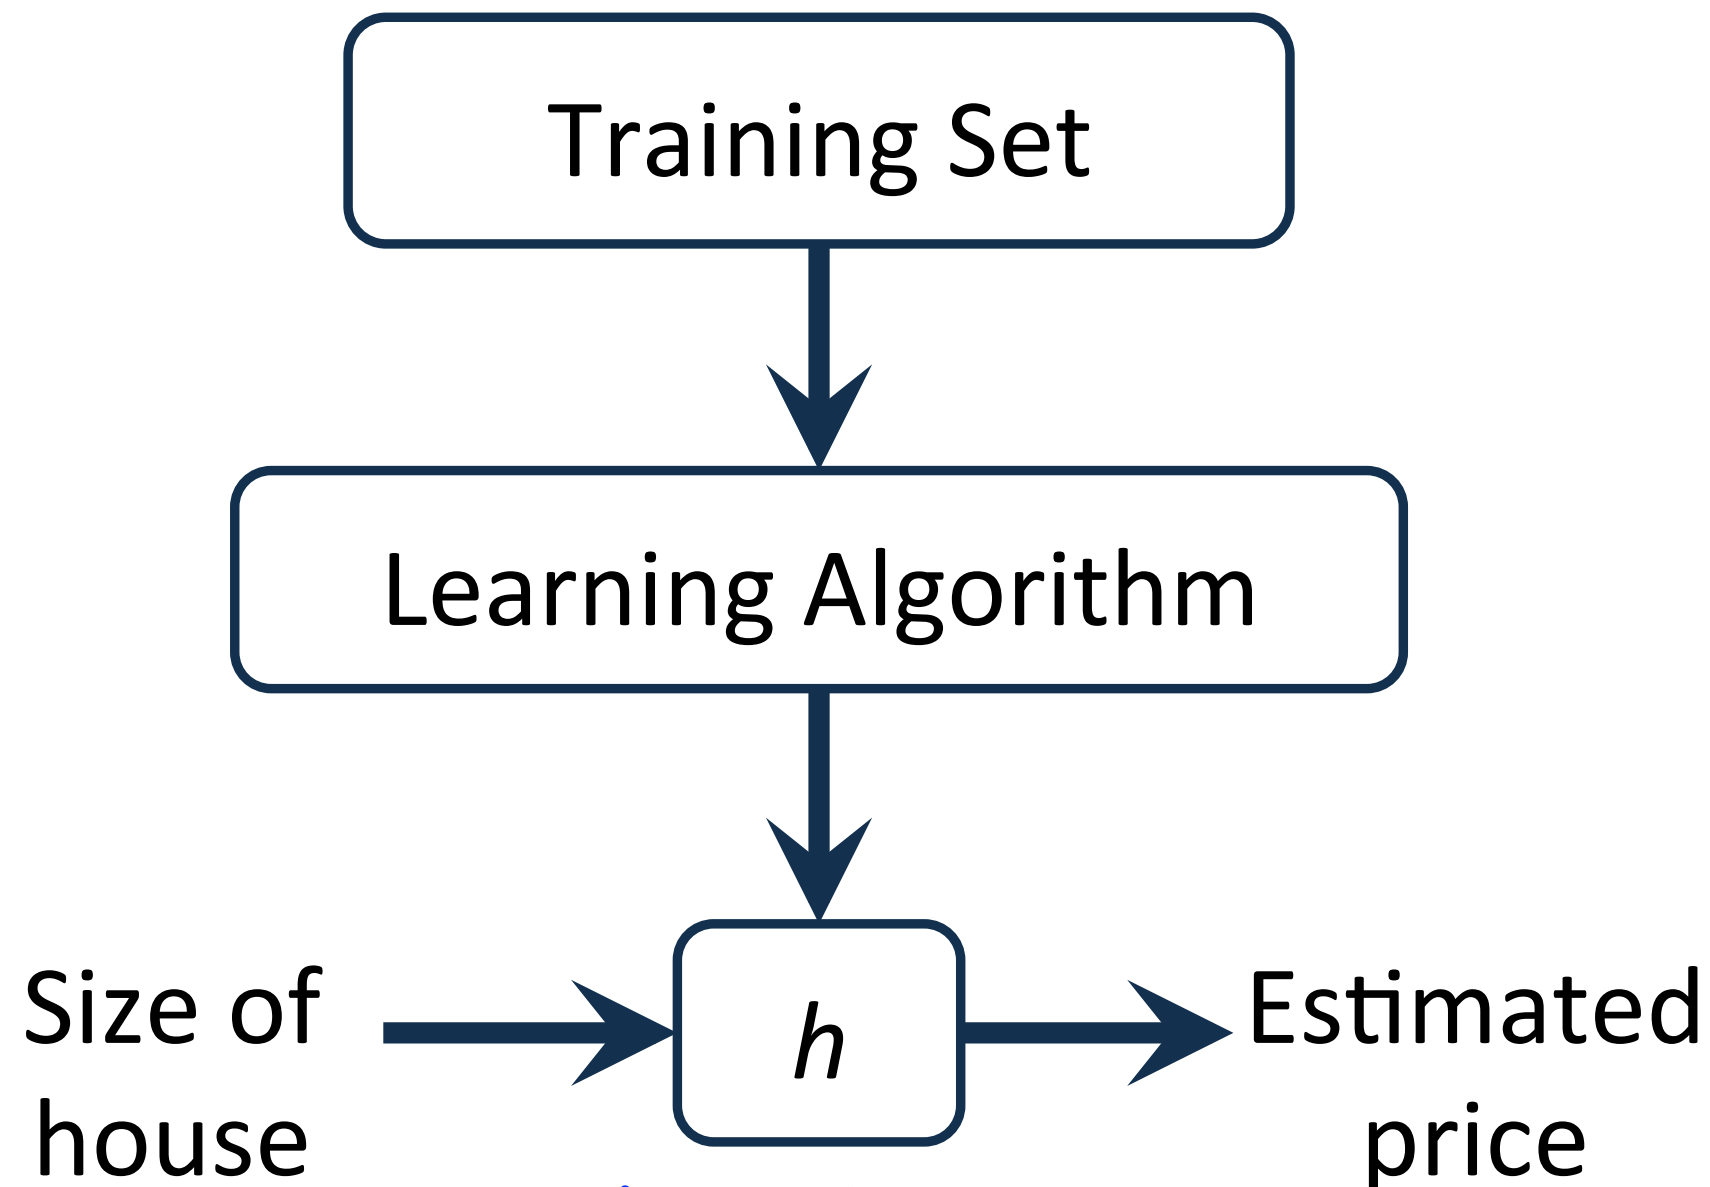 Training Set
Learning Algorithm
Size of
house
h
Estimated
price